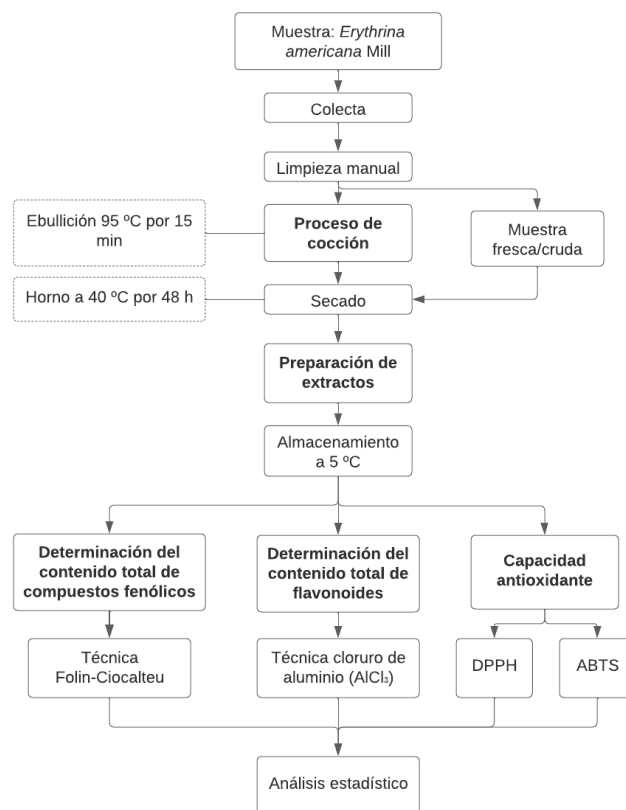 Muestra: Erythrina
americana Mill
Colecta
Limpieza manual
Ebullición 95 ºC por 15
min
Proceso de
cocción
Muestra
fresca/cruda
Horno a 40 ºC por 48 h
Secado
Preparación de
extractos
Almacenamiento
a 5 ºC
Determinación del
contenido total de
compuestos fenólicos
Determinación del
contenido total de
flavonoides
Capacidad
antioxidante
Técnica
Folin-Ciocalteu
Técnica cloruro de
aluminio (AlCl₃)
DPPH
ABTS
Análisis estadístico